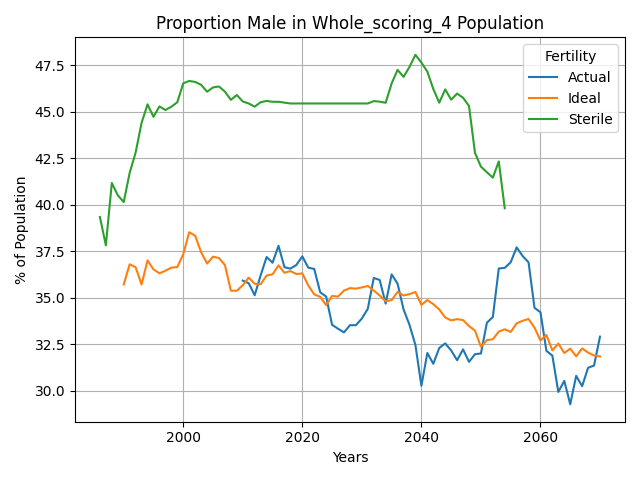 Proportion Male in Whole_scoring_4 Population
Fertility
Actual
Ideal
Sterile
47.5
45.0
42.5
40.0
37.5
35.0
32.5
30.0
% of Population
2000 2020 2040 2060
Years